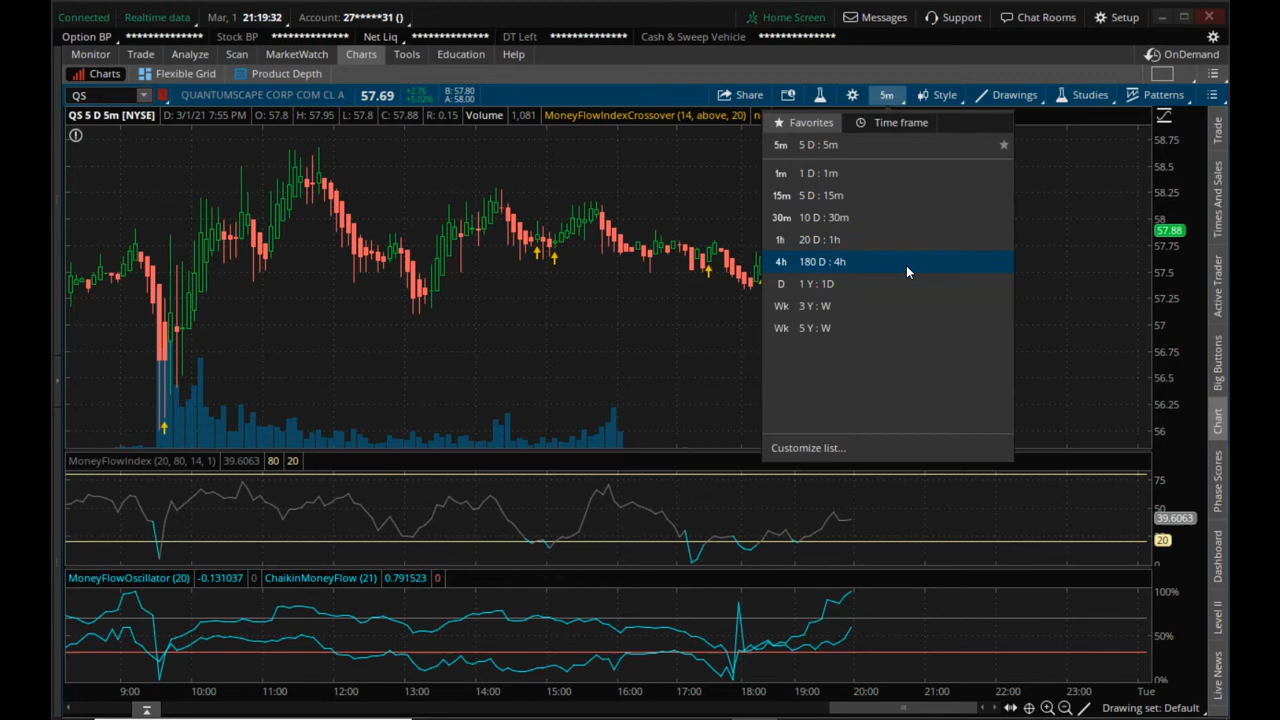 Connected Realtime data Mar, 1 21:19:32 Account: 27*****31 () Home Screen Messages Support Chat Rooms Setup
Option BP ************** Stock BP ************** Net Liq ************** DT Left ************** Cash & Sweep Vehicle **************
Monitor Trade Analyze Scan MarketWatch Charts Tools Education Help OnDemand
Charts Flexible Grid Product Depth
QS QUANTUMSCAPE CORP COM CL A 57.69 +2.76 B: 57.80 Share 5m Style Drawings Studies Patterns
+5.02% A: 58.00
QS 5 D 5m [NYSE] D: 3/1/21 7:55 PM O: 57.8 H: 57.95 L: 57.8 C: 57.88 R: 0.15 Volume 1,081 MoneyFlowIndexCrossover (14, above, 20)
Favorites Time frame
5m 5 D : 5m
1m 1 D : 1m
15m 5 D : 15m
30m 10 D : 30m
1h 20 D : 1h
4h 180 D : 4h
D 1 Y : 1D
Wk 3 Y : W
Wk 5 Y : W
Customize list...
58.75
58.5
58.25
58
57.88
57.75
57.5
57.25
57
56.75
56.5
56.25
56
MoneyFlowIndex (20, 80, 14, 1) 39.6063 80 20
75
50
39.6063
20
0
MoneyFlowOscillator (20) -0.131037 0 ChaikinMoneyFlow (21) 0.791523 0
100%
50%
0%
9:00 10:00 11:00 12:00 13:00 14:00 15:00 16:00 17:00 18:00 19:00 20:00 21:00 22:00 23:00 Tue
Drawing set: Default
Trade
Times And Sales
Active Trader
Big Buttons
Chart
Phase Scores
Dashboard
Level II
Live News